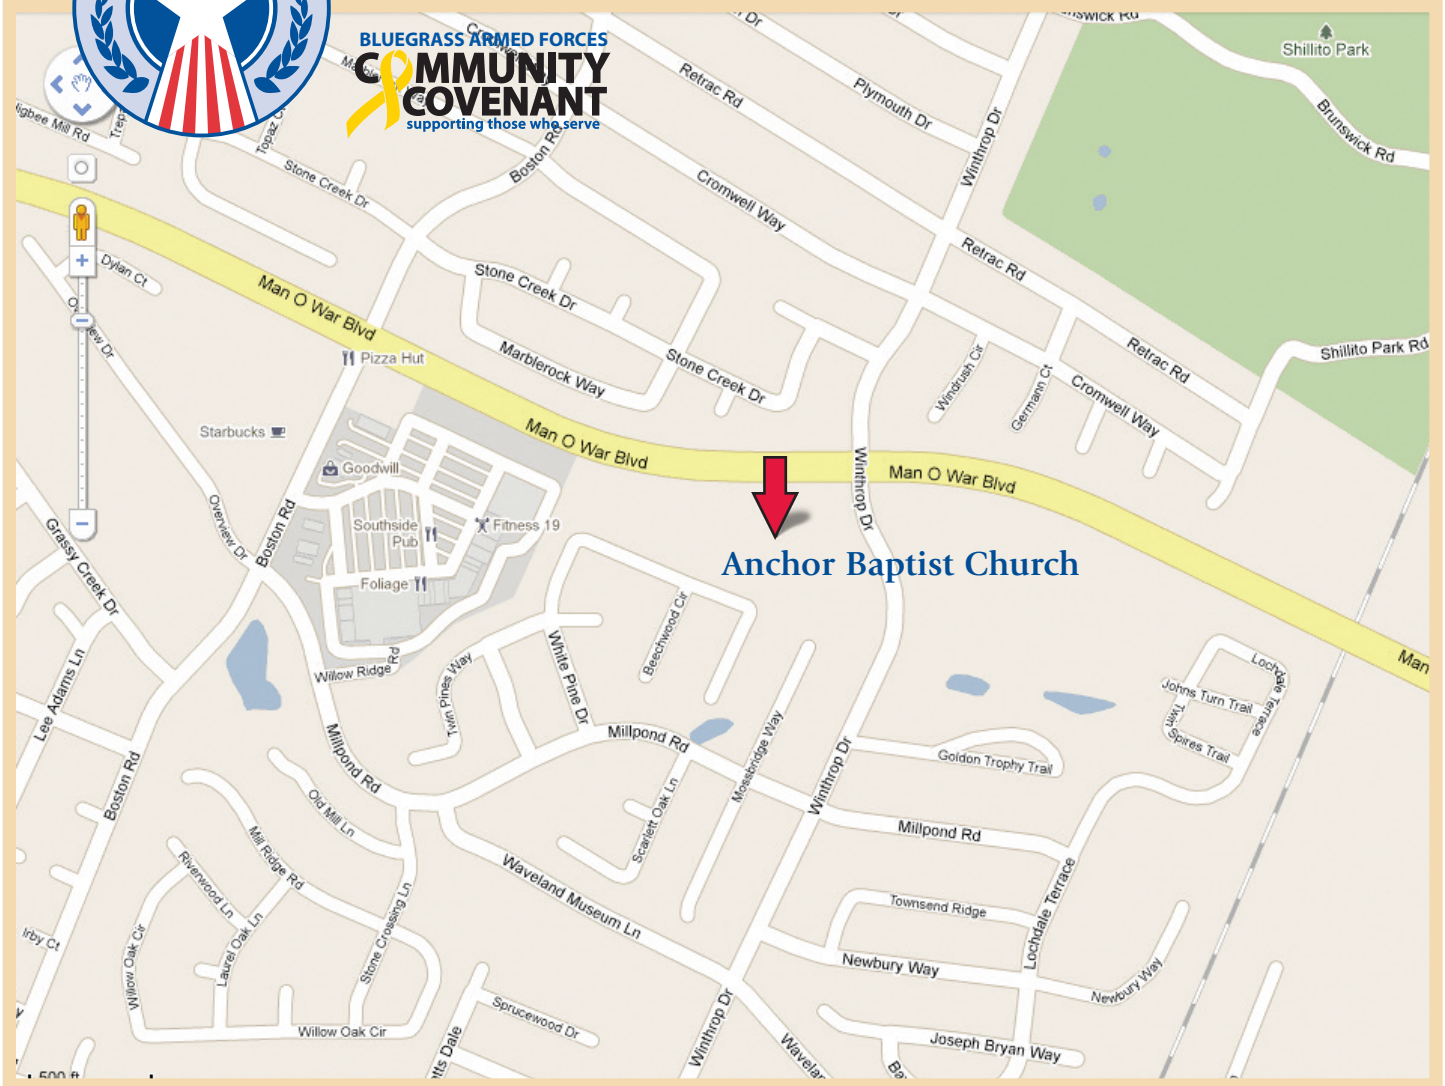 BLUEGRASS ARMED FORCES
COMMUNITY
COVENANT
supporting those who serve
Shillito Park
Brunswick Rd
Retrac Rd
Plymouth Dr
Winthrop Dr
Topaz
Stone Creek Dr
Boston Rd
Cromwell Way
Retrac Rd
Dylan Ct
Man O War Blvd
Stone Creek Dr
Pizza Hut
Marblerock Way
Stone Creek Dr
Windrush Cir
Germann Ct
Retrac Rd
Cromwell Way
Shillito Park Rd
Starbucks
Goodwill
Man O War Blvd
Winthrop Dr
Man O War Blvd
Overview Dr
Boston Rd
Southside
Pub
Fitness 19
Foliage
Anchor Baptist Church
Grassy Creek Dr
Lee Adams Ln
Willow Ridge Rd
Twin Pines Way
White Pine Dr
Beechwood Cir
Man
Lochdale Terrace
Johns Turn Trail
Twin
Spires Trail
Millpond Rd
Millpond Rd
Mossbridge Way
Winthrop Dr
Goldon Trophy Trail
Boston Rd
Old Mill Ln
Scarlett Oak Ln
Millpond Rd
Mill Ridge Rd
Riverwood Ln
Laurel Oak Ln
Stone Crossing Ln
Waveland Museum Ln
Townsend Ridge
Lochdale Terrace
Irby Ct
Willow Oak Cir
Newbury Way
Newbury Way
Willow Oak Cir
Sprucewood Dr
Winthrop Dr
Joseph Bryan Way
Dale
500 ft